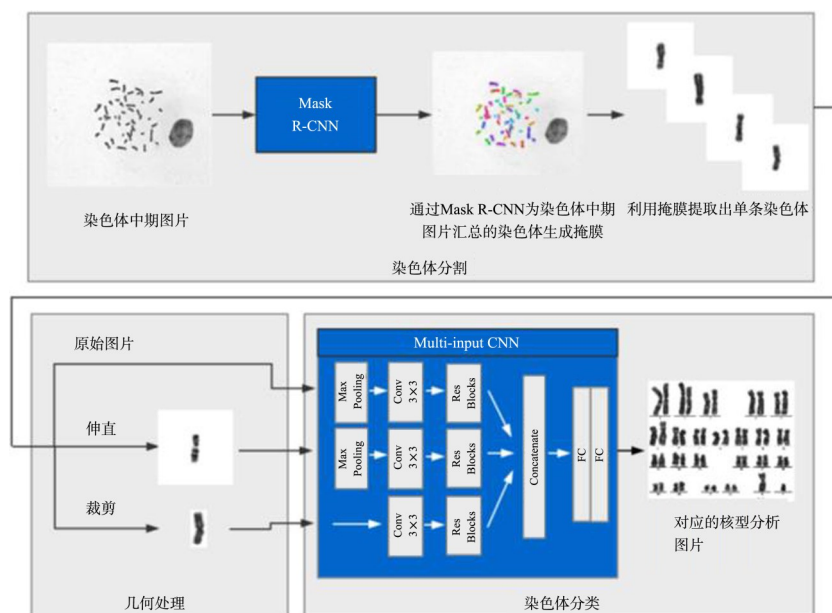 Mask
R-CNN
染色体中期图片
通过Mask R-CNN为染色体中期
图片汇总的染色体生成掩膜
利用掩膜提取出单条染色体
染色体分割
原始图片
伸直
裁剪
几何处理
Multi-input CNN
Max
Pooling
Conv
3×3
Res
Blocks
Max
Pooling
Conv
3×3
Res
Blocks
Conv
3×3
Res
Blocks
Concatenate
FC
FC
对应的核型分析
图片
染色体分类